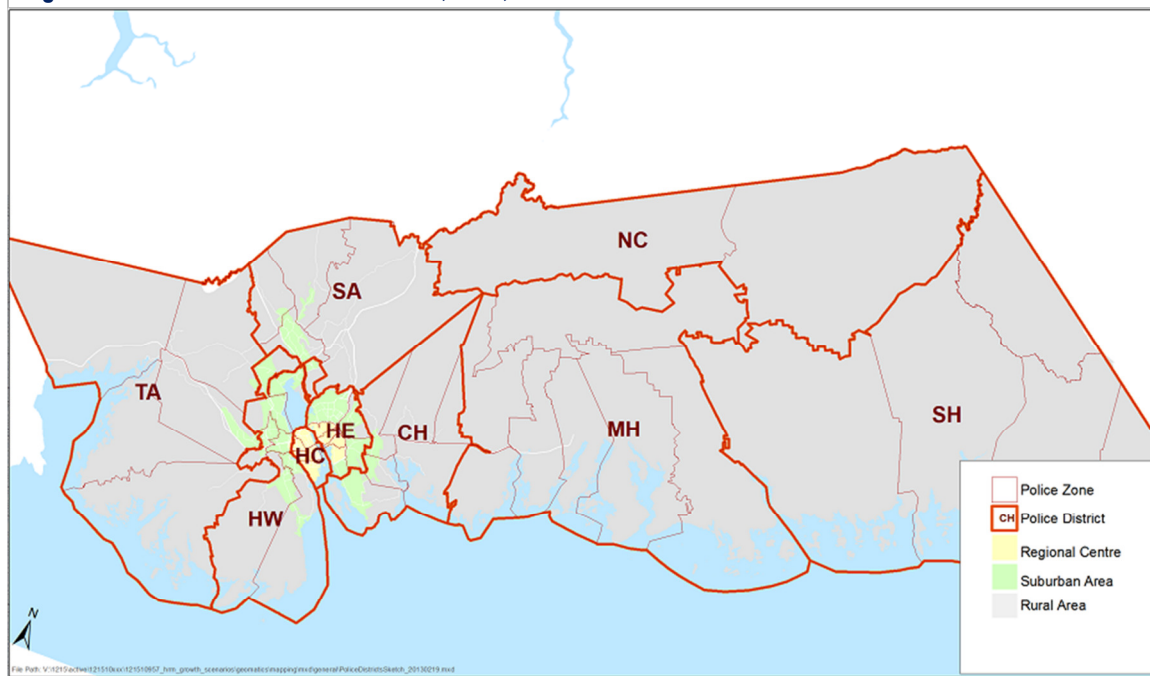 NC
SA
TA
HE
CH
MH
SH
HC
HW
Police Zone
CH Police District
Regional Centre
Suburban Area
Rural Area
N